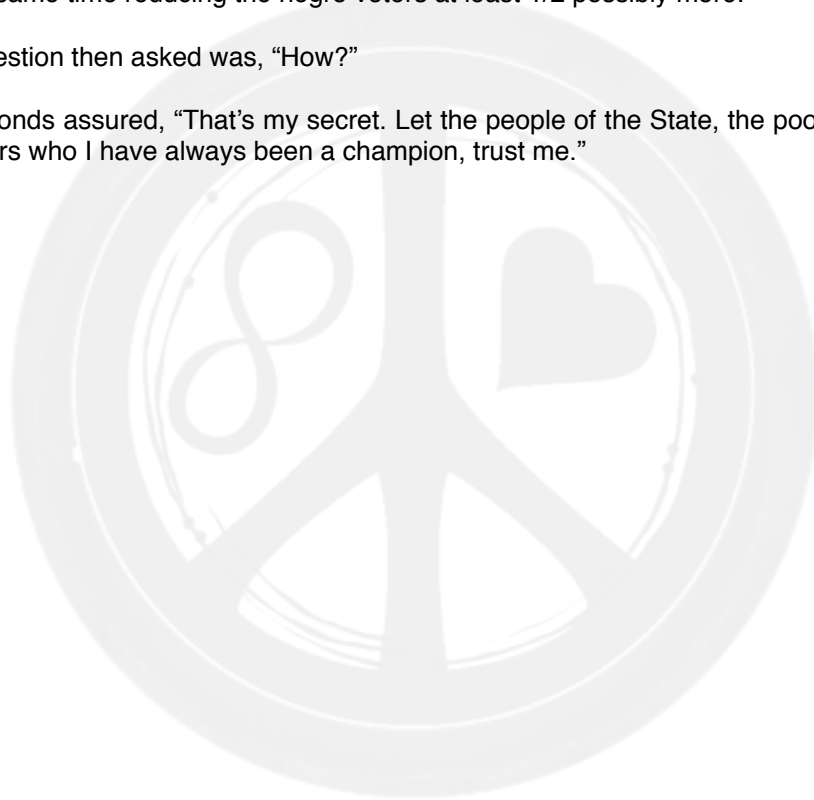 same time reducing the negro voters at least 1/2 possibly more.
estion then asked was, “How?”
onds assured, “That’s my secret. Let the people of the State, the poo
rs who I have always been a champion, trust me.”